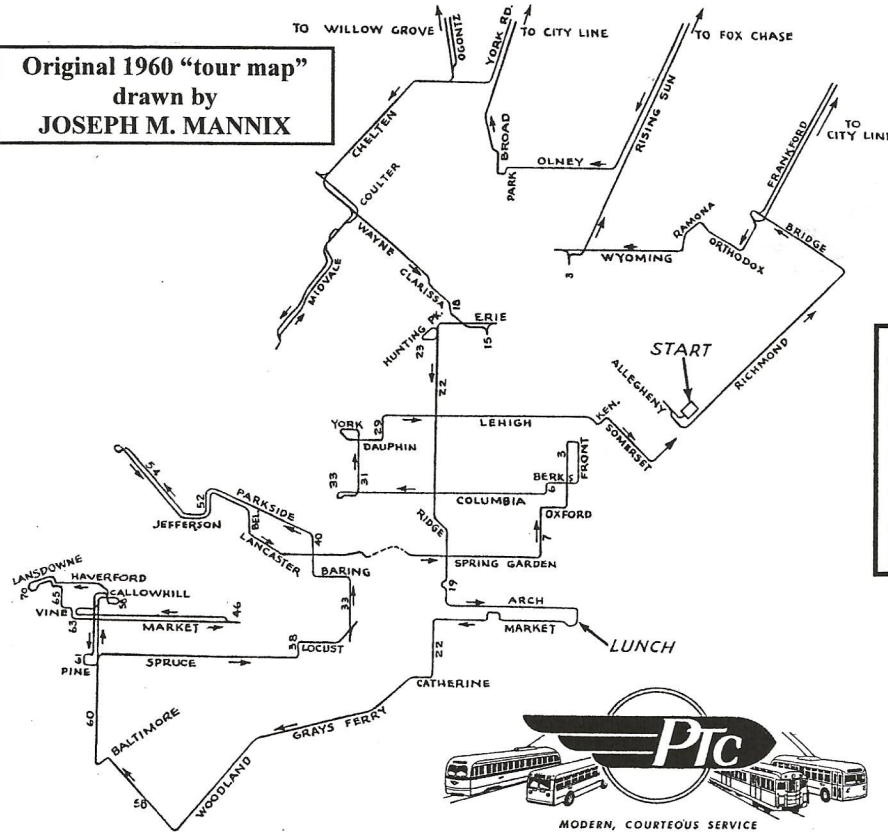 Original 1960 “tour map”
drawn by
JOSEPH M. MANNIX
TO WILLOW GROVE
OGONTZ
YORK RD.
TO CITY LINE
TO FOX CHASE
TO
CITY LINE
CHELTEN
BROAD
PARK
OLNEY
RISING SUN
FRANKFORD
COULTER
WAYNE
MIDVALE
CLARISSA
18
RAMONA
ORTHODOX
BRIDGE
WYOMING
3
HUNTING PK.
23
ERIE
15
22
START
ALLEGHENY
RICHMOND
YORK
29
DAUPHIN
LEHIGH
KEN.
SOMERSET
33
31
COLUMBIA
BERKS
6
3
FRONT
OXFORD
7
54
52
JEFFERSON
PARKSIDE
BEL.
LANCASTER
40
RIDGE
SPRING GARDEN
BARING
19
LANSDOWNE
70
HAVERFORD
65
CALLOWHILL
58
VINE
63
46
MARKET
33
ARCH
MARKET
LUNCH
61
PINE
SPRUCE
38
LOCUST
22
CATHERINE
60
BALTIMORE
GRAYS FERRY
WOODLAND
56
PTC
MODERN, COURTEOUS SERVICE